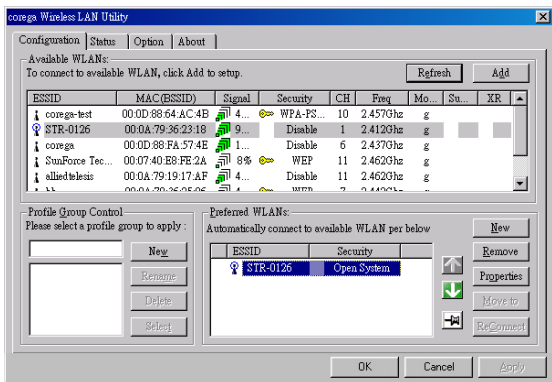 corega Wireless LAN Utility
Configuration Status Option About
Available WLANs:
To connect to available WLAN, click Add to setup.
Refresh Add
ESSID MAC(BSSID) Signal Security CH Freq Mo... Su... XR
corega-test 00:0D:88:64:AC:4B 4... WPA-PS... 10 2.457Ghz g
STR-0126 00:0A:79:36:23:18 9... Disable 1 2.412Ghz g
corega 00:0D:88:FA:57:4E 1... Disable 6 2.437Ghz g
SunForce Tec... 00:07:40:E8:FE:2A 8% WEP 11 2.462Ghz g
alliedtelesis 00:0A:79:19:17:AF 4... Disable 11 2.462Ghz g
Profile Group Control
Please select a profile group to apply :
New
Rename
Delete
Select
Preferred WLANs:
Automatically connect to available WLAN per below
ESSID Security
STR-0126 Open System
New
Remove
Properties
Move to
ReConnect
OK Cancel Apply